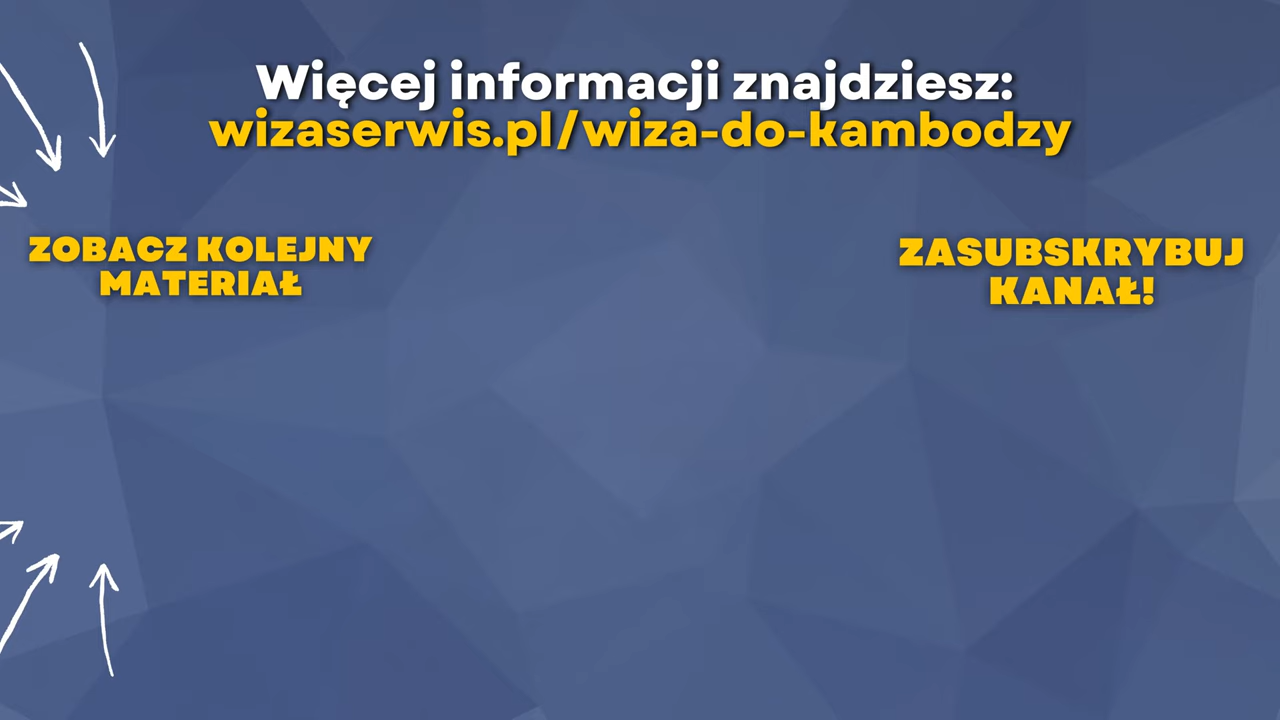 Więcej informacji znajdziesz:
wizaserwis.pl/wiza-do-kambodzy
ZOBACZ KOLEJNY
MATERIAŁ
ZASUBSKRYBUJ
KANAŁ!